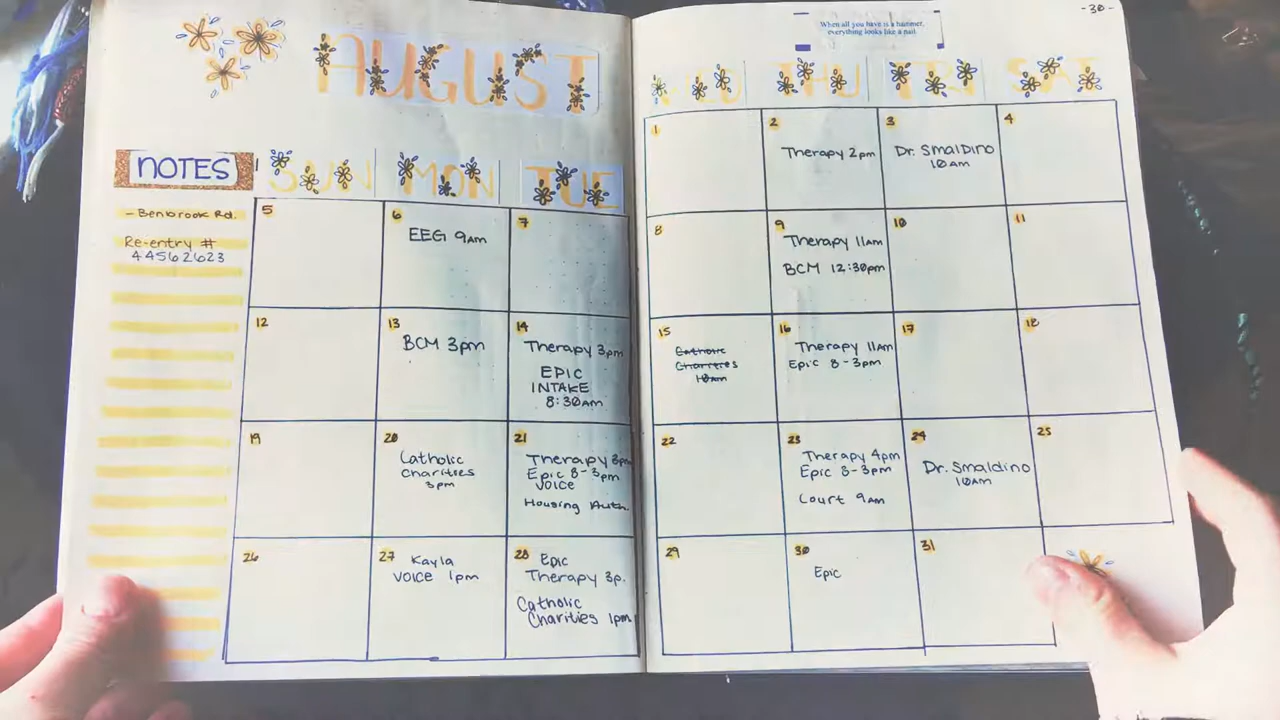 AUGUST
- 30 -
When all you have is a hammer,
everything looks like a nail.
NOTES
- Benbrook Rd.
Re-entry #
44562623
SUN MON TUE WED THU FRI SAT
1
2
Therapy 2pm
3
Dr. Smaldino
10am
4
5
6
EEG 9am
7
8
9
Therapy 11am
BCM 12:30pm
10
11
12
13
BCM 3pm
14
Therapy 3pm
EPIC
INTAKE
8:30am
15
Catholic
Charities
10am
16
Therapy 11am
Epic 8-3pm
17
18
19
20
Catholic
Charities
3pm
21
Therapy 3pm
Epic 8-3pm
Voice
Housing Auth.
22
23
Therapy 4pm
Epic 8-3pm
Court 9am
24
Dr. Smaldino
10am
25
26
27
Kayla
Voice 1pm
28
Epic
Therapy 3p.
Catholic
Charities 1pm
29
30
Epic
31